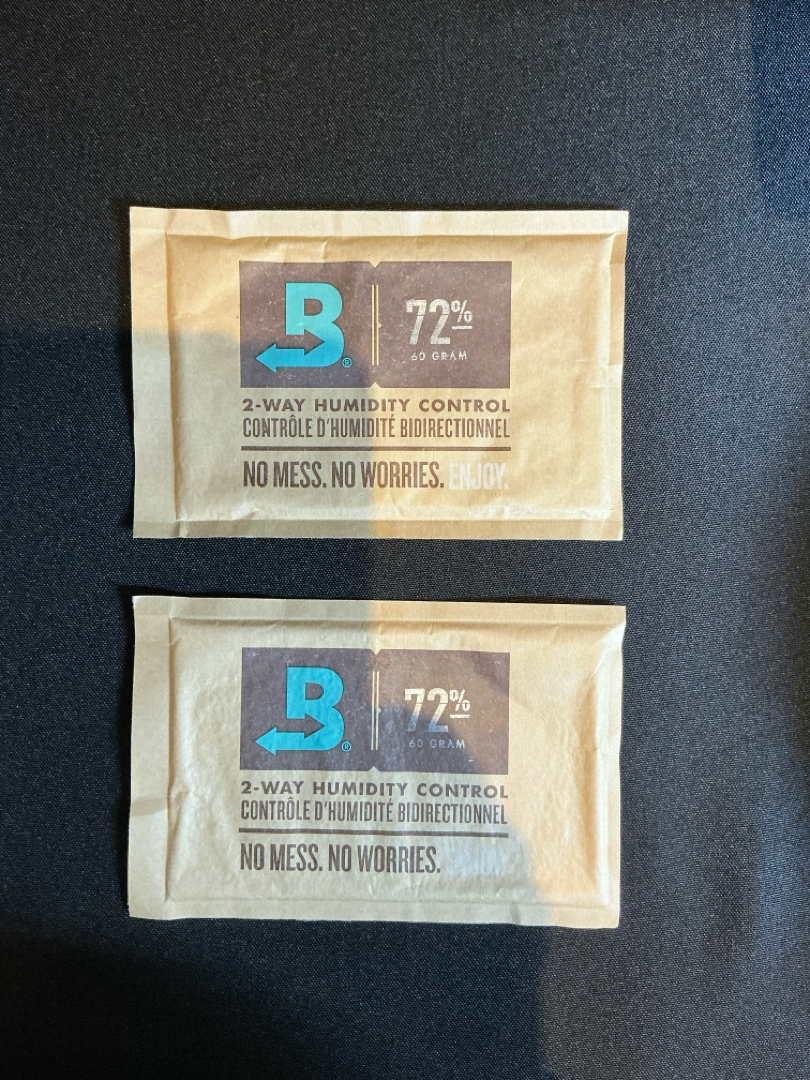 B®
72%
60 GRAM
2-WAY HUMIDITY CONTROL
CONTRÔLE D'HUMIDITÉ BIDIRECTIONNEL
NO MESS. NO WORRIES. ENJOY.
B®
72%
60 GRAM
2-WAY HUMIDITY CONTROL
CONTRÔLE D'HUMIDITÉ BIDIRECTIONNEL
NO MESS. NO WORRIES.